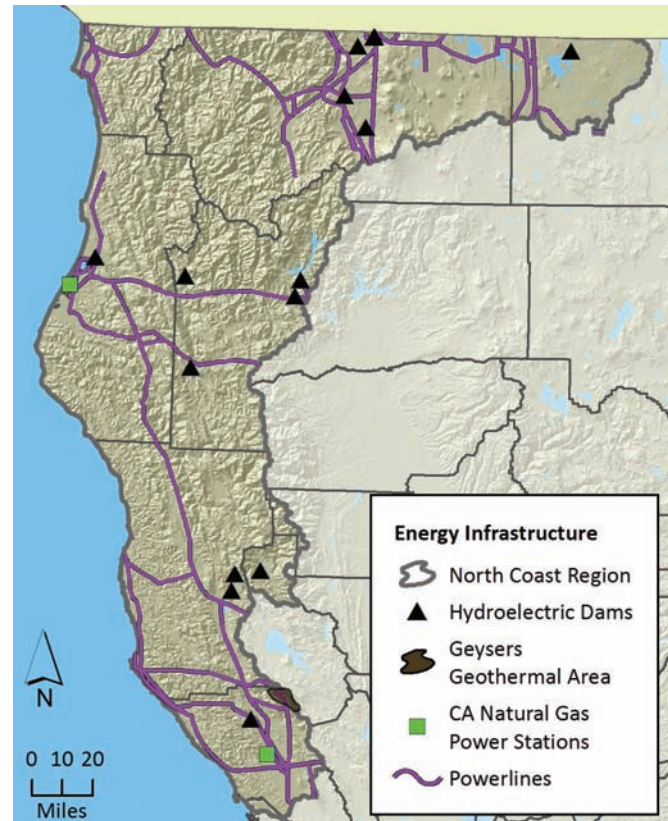 Energy Infrastructure
North Coast Region
Hydroelectric Dams
Geysers
Geothermal Area
CA Natural Gas
Power Stations
Powerlines
N
0 10 20
Miles